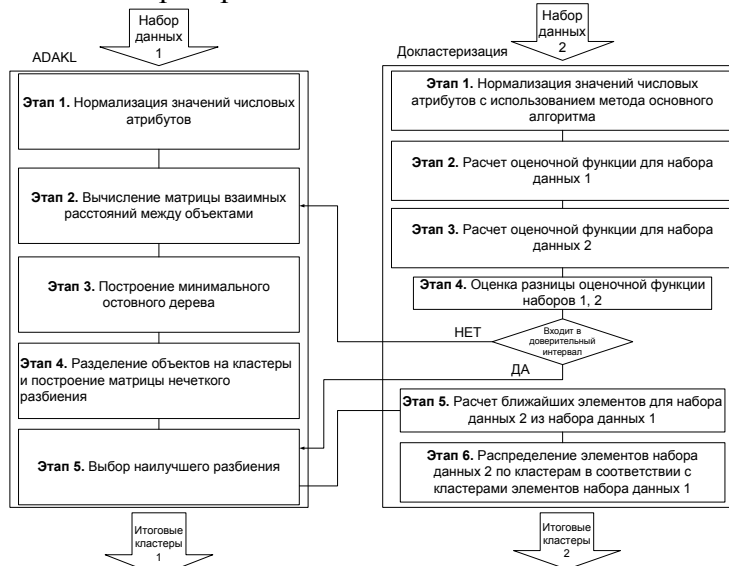 Набор
данных
1
ADAKL
Этап 1. Нормализация значений числовых
атрибутов
Этап 2. Вычисление матрицы взаимных
расстояний между объектами
Этап 3. Построение минимального
остовного дерева
Этап 4. Разделение объектов на кластеры
и построение матрицы нечеткого
разбиения
Этап 5. Выбор наилучшего разбиения
Итоговые
кластеры
1
Набор
данных
2
Докластеризация
Этап 1. Нормализация значений числовых
атрибутов с использованием метода основного
алгоритма
Этап 2. Расчет оценочной функции для набора
данных 1
Этап 3. Расчет оценочной функции для набора
данных 2
Этап 4. Оценка разницы оценочной функции
наборов 1, 2
НЕТ
Входит в
доверительный
интервал
ДА
Этап 5. Расчет ближайших элементов для набора
данных 2 из набора данных 1
Этап 6. Распределение элементов набора
данных 2 по кластерам в соответствии с
кластерами элементов набора данных 1
Итоговые
кластеры
2